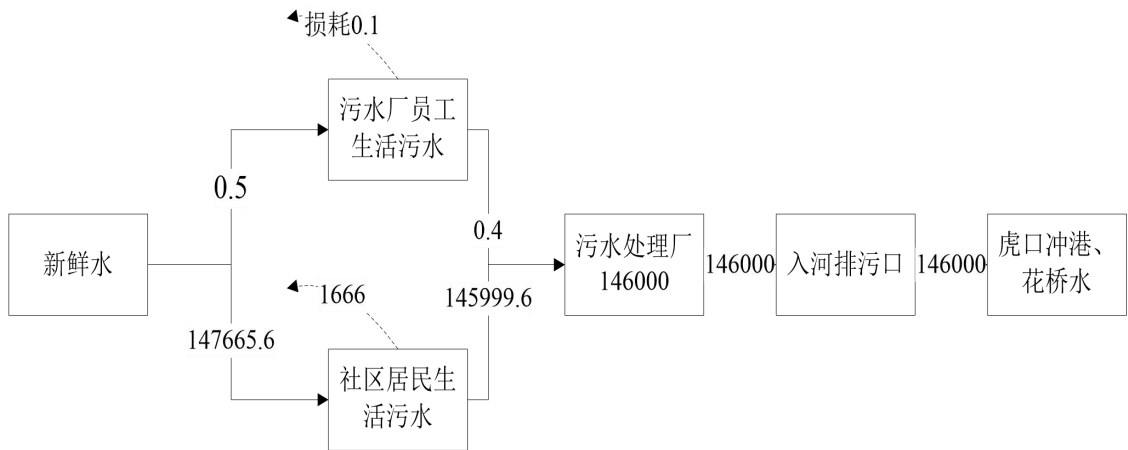 损耗0.1
污水厂员工
生活污水
0.5
新鲜水
0.4
污水处理厂
146000
146000
入河排污口
146000
虎口冲港、
花桥水
1666
145999.6
147665.6
社区居民生
活污水